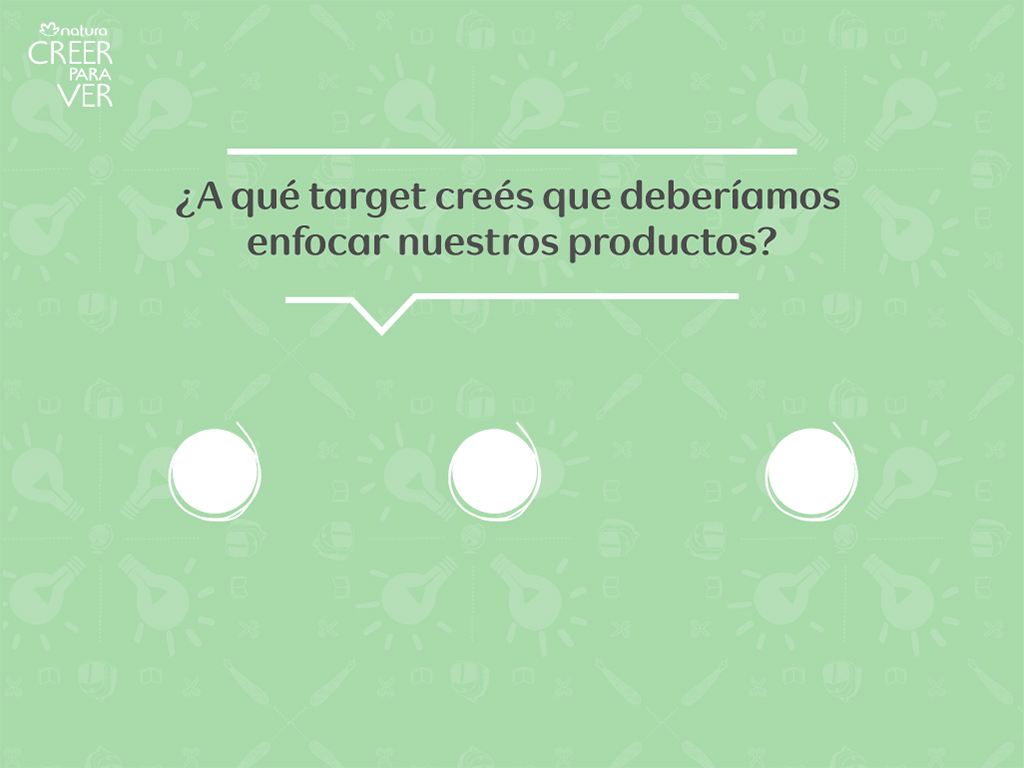 natura
CREER
PARA
VER
¿A qué target creés que deberíamos
enfocar nuestros productos?